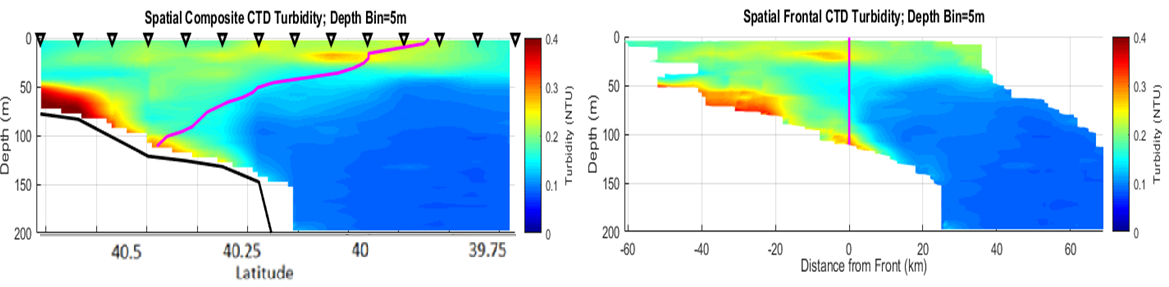 Spatial Composite CTD Turbidity; Depth Bin=5m
0
50
100
150
200
Depth (m)
40.5 40.25 40 39.75
Latitude
0.4
0.3
0.2
0.1
0
Turbidity (NTU)
Spatial Frontal CTD Turbidity; Depth Bin=5m
0
50
100
150
200
Depth (m)
-60 -40 -20 0 20 40 60
Distance from Front (km)
0.4
0.3
0.2
0.1
0
Turbidity (NTU)